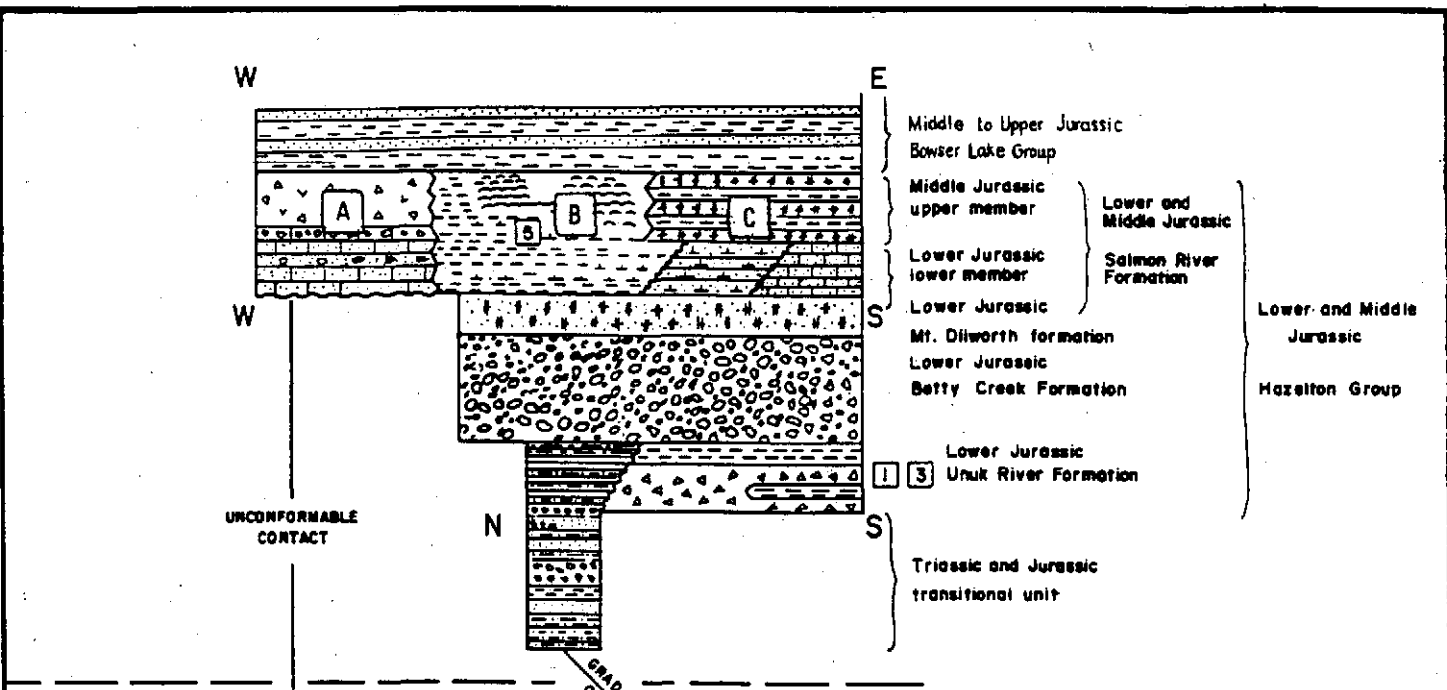 W
E
Middle to Upper Jurassic
Bowser Lake Group
A
B
C
5
Middle Jurassic
upper member
Lower and
Middle Jurassic
Lower Jurassic
lower member
Salmon River
Formation
W
S
Lower Jurassic
Mt. Dilworth formation
Lower and Middle
Jurassic
Lower Jurassic
Betty Creek Formation
Hazelton Group
Lower Jurassic
1 3 Unuk River Formation
UNCONFORMABLE
CONTACT
N
S
Triassic and Jurassic
transitional unit
GRAD